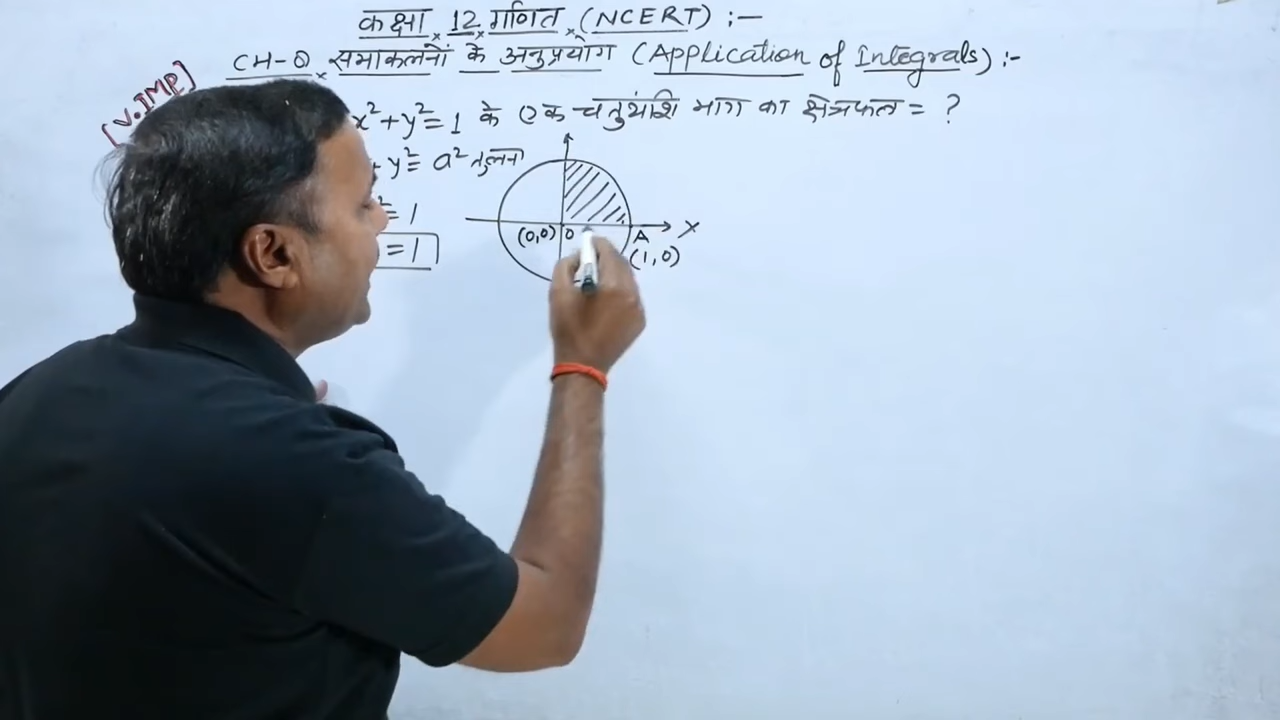 कक्षा 12 गणित (NCERT) :-
CH-8 समाकलनों के अनुप्रयोग (Application of Integrals) :-
[V.IMP]
x²+y²=1 के एक चतुर्थांश भाग का क्षेत्रफल = ?
+ y² = a² तुलना
² = 1
= 1
(0,0) O A X
(1,0)